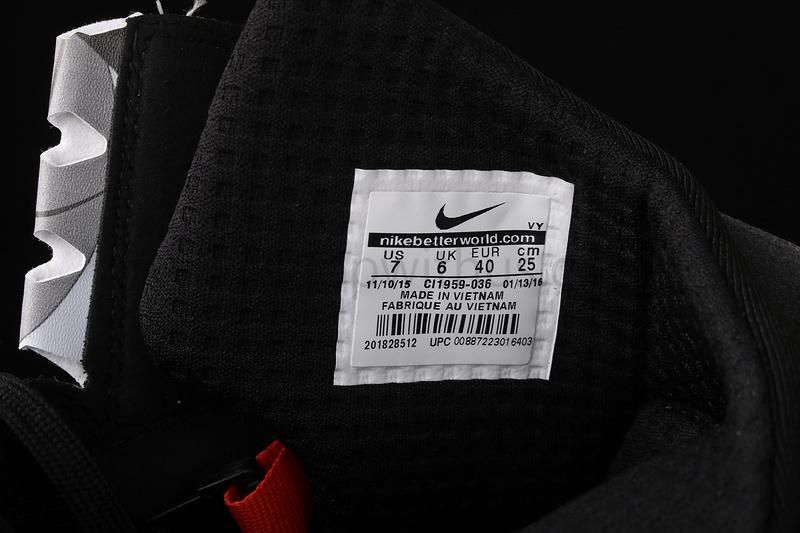 VY
nikebetterworld.com
US UK EUR cm
7 6 40 25
11/10/15 CI1959-036 01/13/16
MADE IN VIETNAM
FABRIQUE AU VIETNAM
201828512 UPC 00887223016403